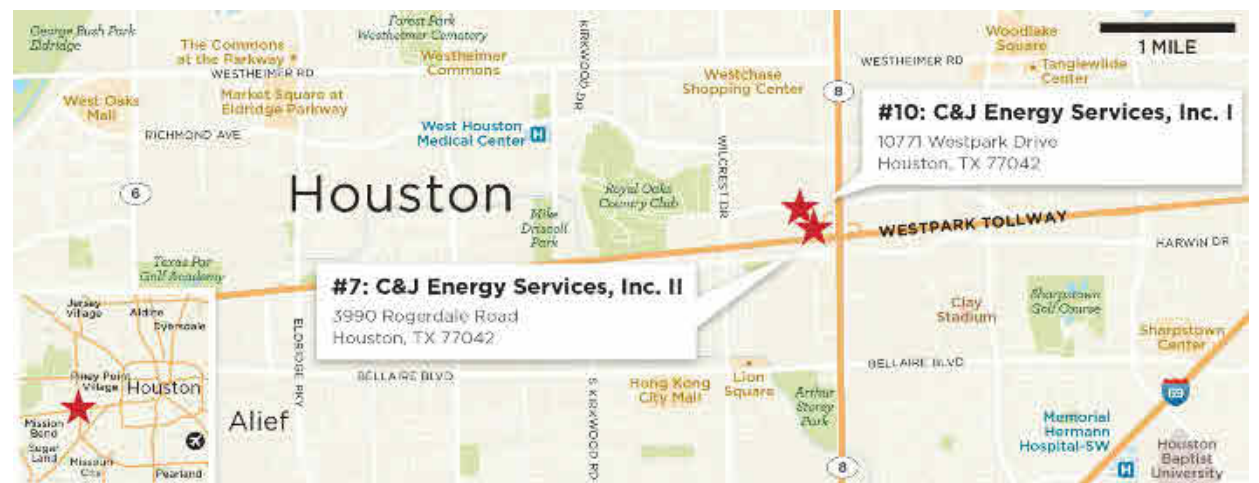 George Bush Park
Eldridge
The Commons
at the Parkway
WESTHEIMER RD
Forest Park
Westheimer Cemetery
Westheimer
Commons
KIRKWOOD DR
Westchase
Shopping Center
8
WESTHEIMER RD
Woodlake
Square
Tanglewilde
Center
1 MILE
West Oaks
Mall
Market Square at
Eldridge Parkway
RICHMOND AVE
West Houston
Medical Center
H
WILCREST DR
#10: C&J Energy Services, Inc. I
10771 Westpark Drive
Houston, TX 77042
6
Houston
Mike
Driscoll
Park
Royal Oaks
Country Club
WESTPARK TOLLWAY
HARWIN DR
Texas Par
Golf Academy
#7: C&J Energy Services, Inc. II
3990 Rogerdale Road
Houston, TX 77042
ELDRIDGE PKY
Clay
Stadium
Sharpstown
Golf Course
Sharpstown
Center
BELLAIRE BLVD
BELLAIRE BLVD
S KIRKWOOD RD
Hong Kong
City Mall
Lion
Square
Arthur
Storey
Park
69
Alief
Memorial
Hermann
Hospital-SW
H
Houston
Baptist
University
8
Jersey
Village
Aldine
Dyersdale
Piney Point
Village
Houston
Mission
Bend
Sugar
Land
Missouri
City
Pearland